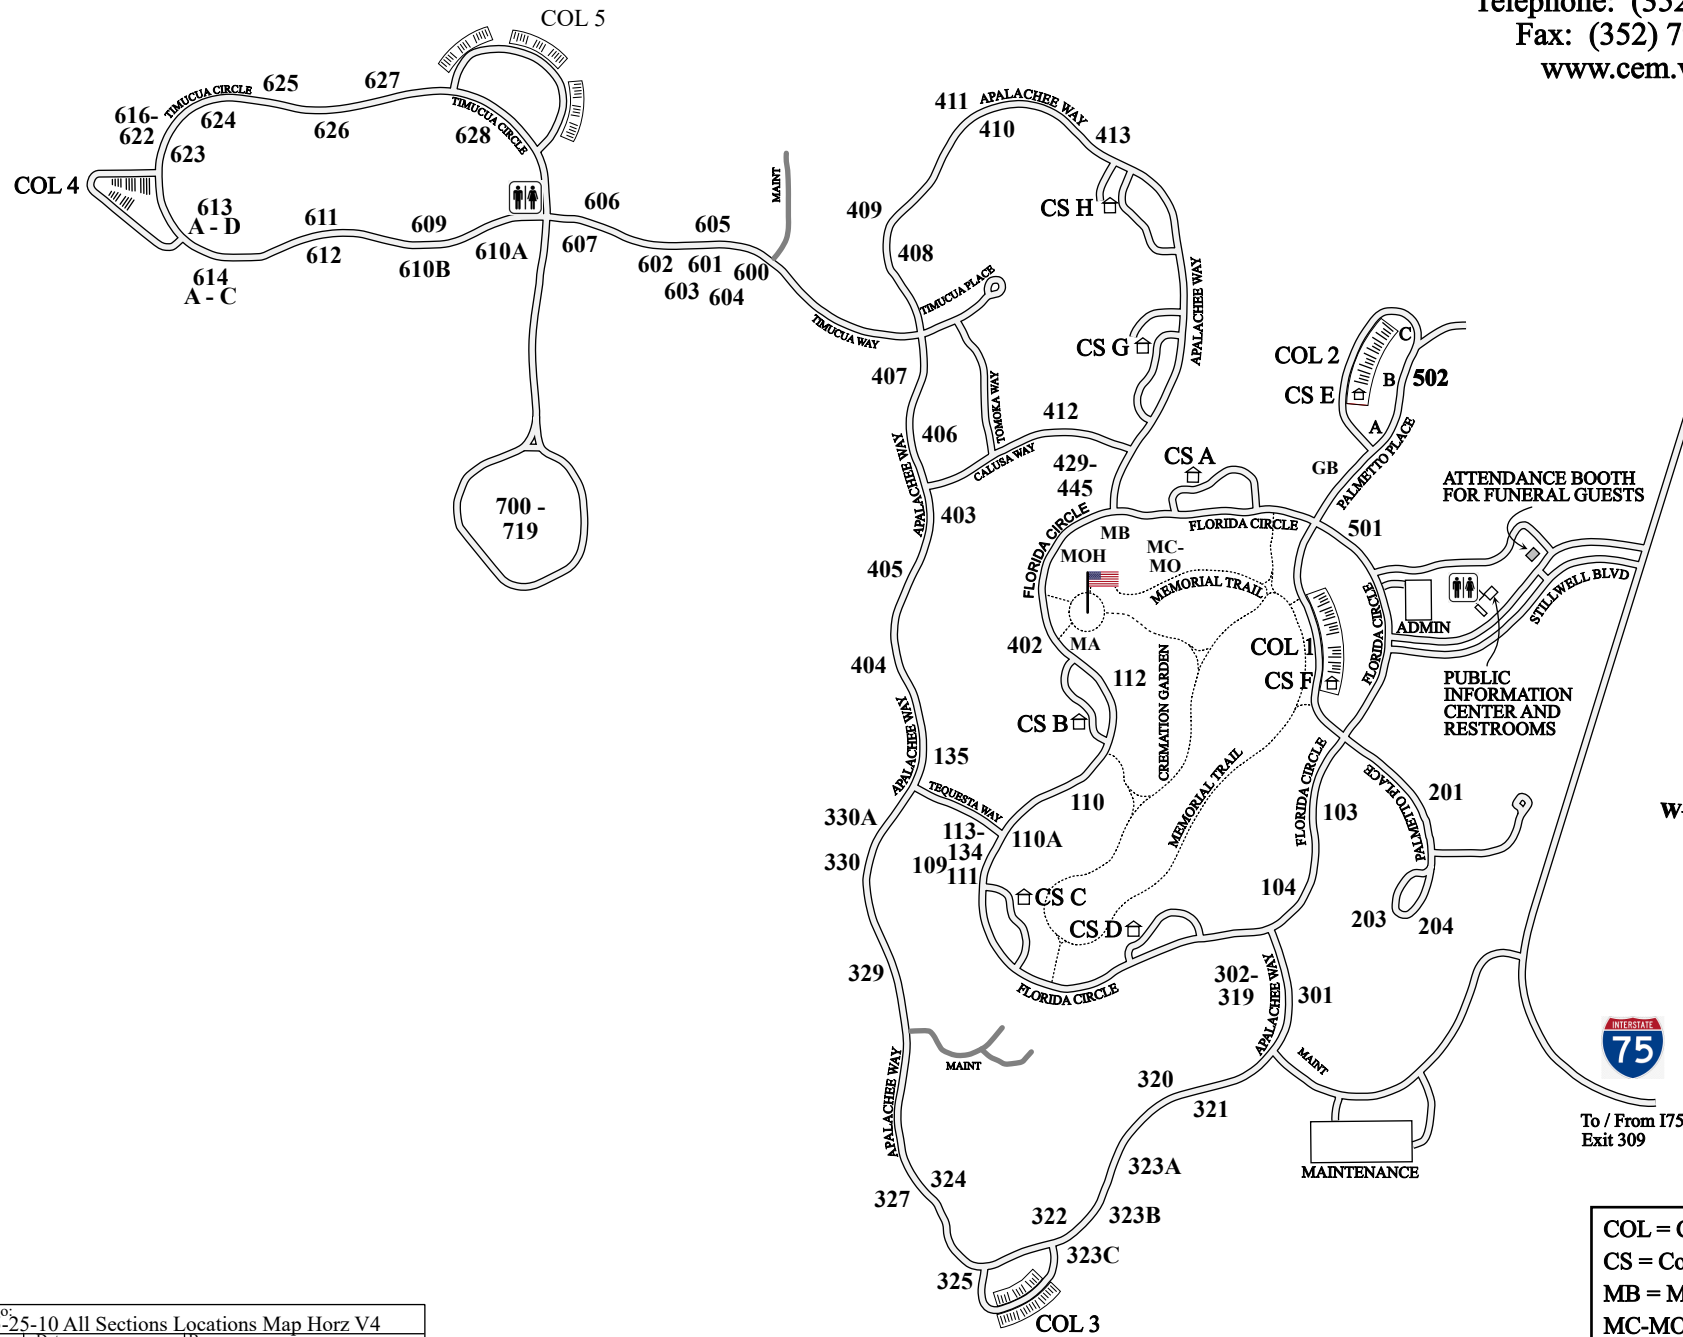 Fax: (352) 7
www.cem.v
COL 5
625
627
TIMUCUA CIRCLE
616-
622
624
626
TIMUCUA CIRCLE
628
623
COL 4
613
A - D
611
609
606
605
612
610B
610A
607
602
601
600
603
604
614
A - C
MAINT
TIMUCUA WAY
700 -
719
411
APALACHEE WAY
410
413
409
CS H
408
TIMUCUA PLACE
APALACHEE WAY
CS G
407
TOMOKA WAY
412
406
CALUSA WAY
APALACHEE WAY
403
429-
445
CS A
COL 2
C
CS E
B
502
A
GB
PALMETTO PLACE
ATTENDANCE BOOTH
FOR FUNERAL GUESTS
FLORIDA CIRCLE
MB
FLORIDA CIRCLE
501
MOH
MC-
MO
MEMORIAL TRAIL
405
STILLWELL BLVD
FLORIDA CIRCLE
ADMIN
402
MA
COL 1
404
112
CREMATION GARDEN
CS F
PUBLIC
INFORMATION
CENTER AND
RESTROOMS
CS B
APALACHEE WAY
135
TEQUESTA WAY
110
MEMORIAL TRAIL
FLORIDA CIRCLE
103
PALMETTO PLACE
201
W-
330A
113-
134
110A
330
109
111
CS C
104
CS D
203
204
329
FLORIDA CIRCLE
302-
319
APALACHEE WAY
301
MAINT
MAINT
INTERSTATE
75
APALACHEE WAY
320
321
To / From I75
Exit 309
MAINTENANCE
324
323A
327
322
323B
323C
325
COL 3
COL = C
CS = Co
MB = M
MC-MO
-25-10 All Sections Locations Map Horz V4